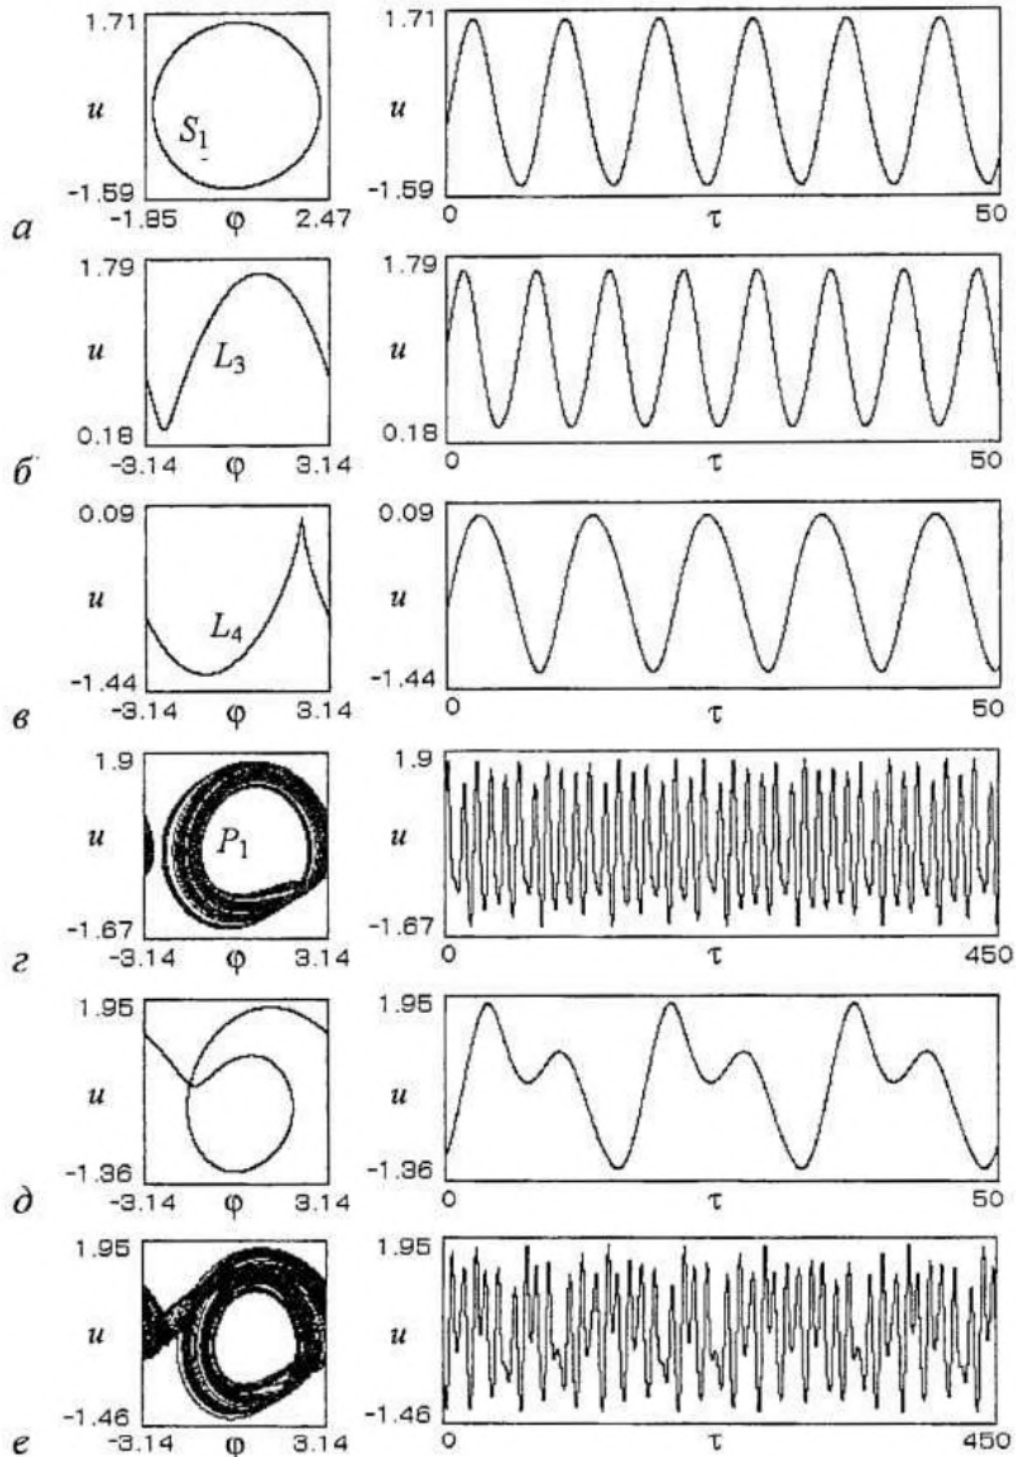 1.71
u
S1
-1.59
-1.85 φ 2.47
1.71
u
-1.59
0 τ 50
а
1.79
u
L3
0.18
-3.14 φ 3.14
1.79
u
0.18
0 τ 50
б
0.09
u
L4
-1.44
-3.14 φ 3.14
0.09
u
-1.44
0 τ 50
в
1.9
u
P1
-1.67
-3.14 φ 3.14
1.9
u
-1.67
0 τ 450
г
1.95
u
-1.36
-3.14 φ 3.14
1.95
u
-1.36
0 τ 50
д
1.95
u
-1.46
-3.14 φ 3.14
1.95
u
-1.46
0 τ 450
е